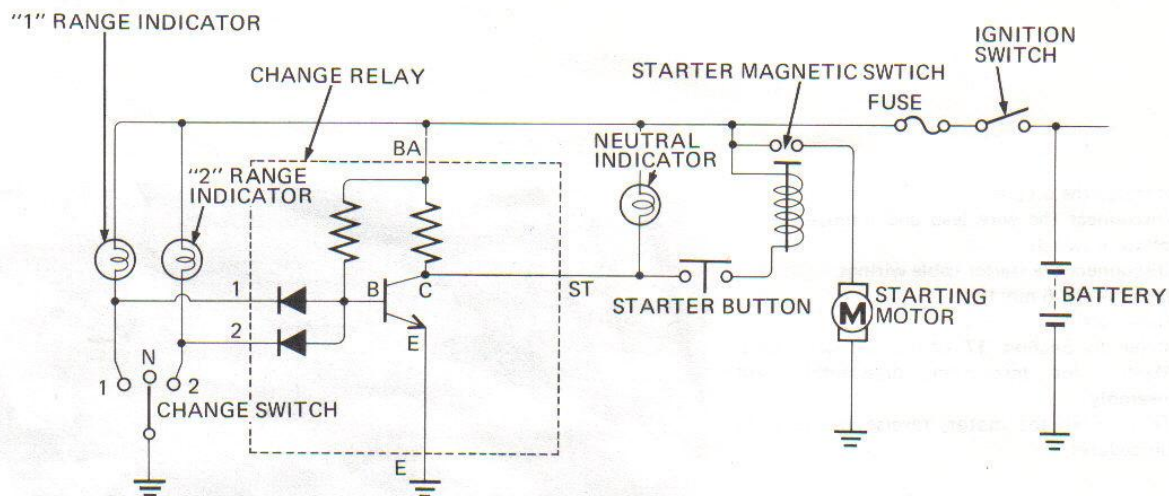 "1" RANGE INDICATOR
IGNITION
SWITCH
CHANGE RELAY
STARTER MAGNETIC SWTICH
FUSE
BA
NEUTRAL
INDICATOR
"2" RANGE
INDICATOR
1
B
C
ST
STARTER BUTTON
M
STARTING
MOTOR
BATTERY
2
E
N
1
2
CHANGE SWITCH
E